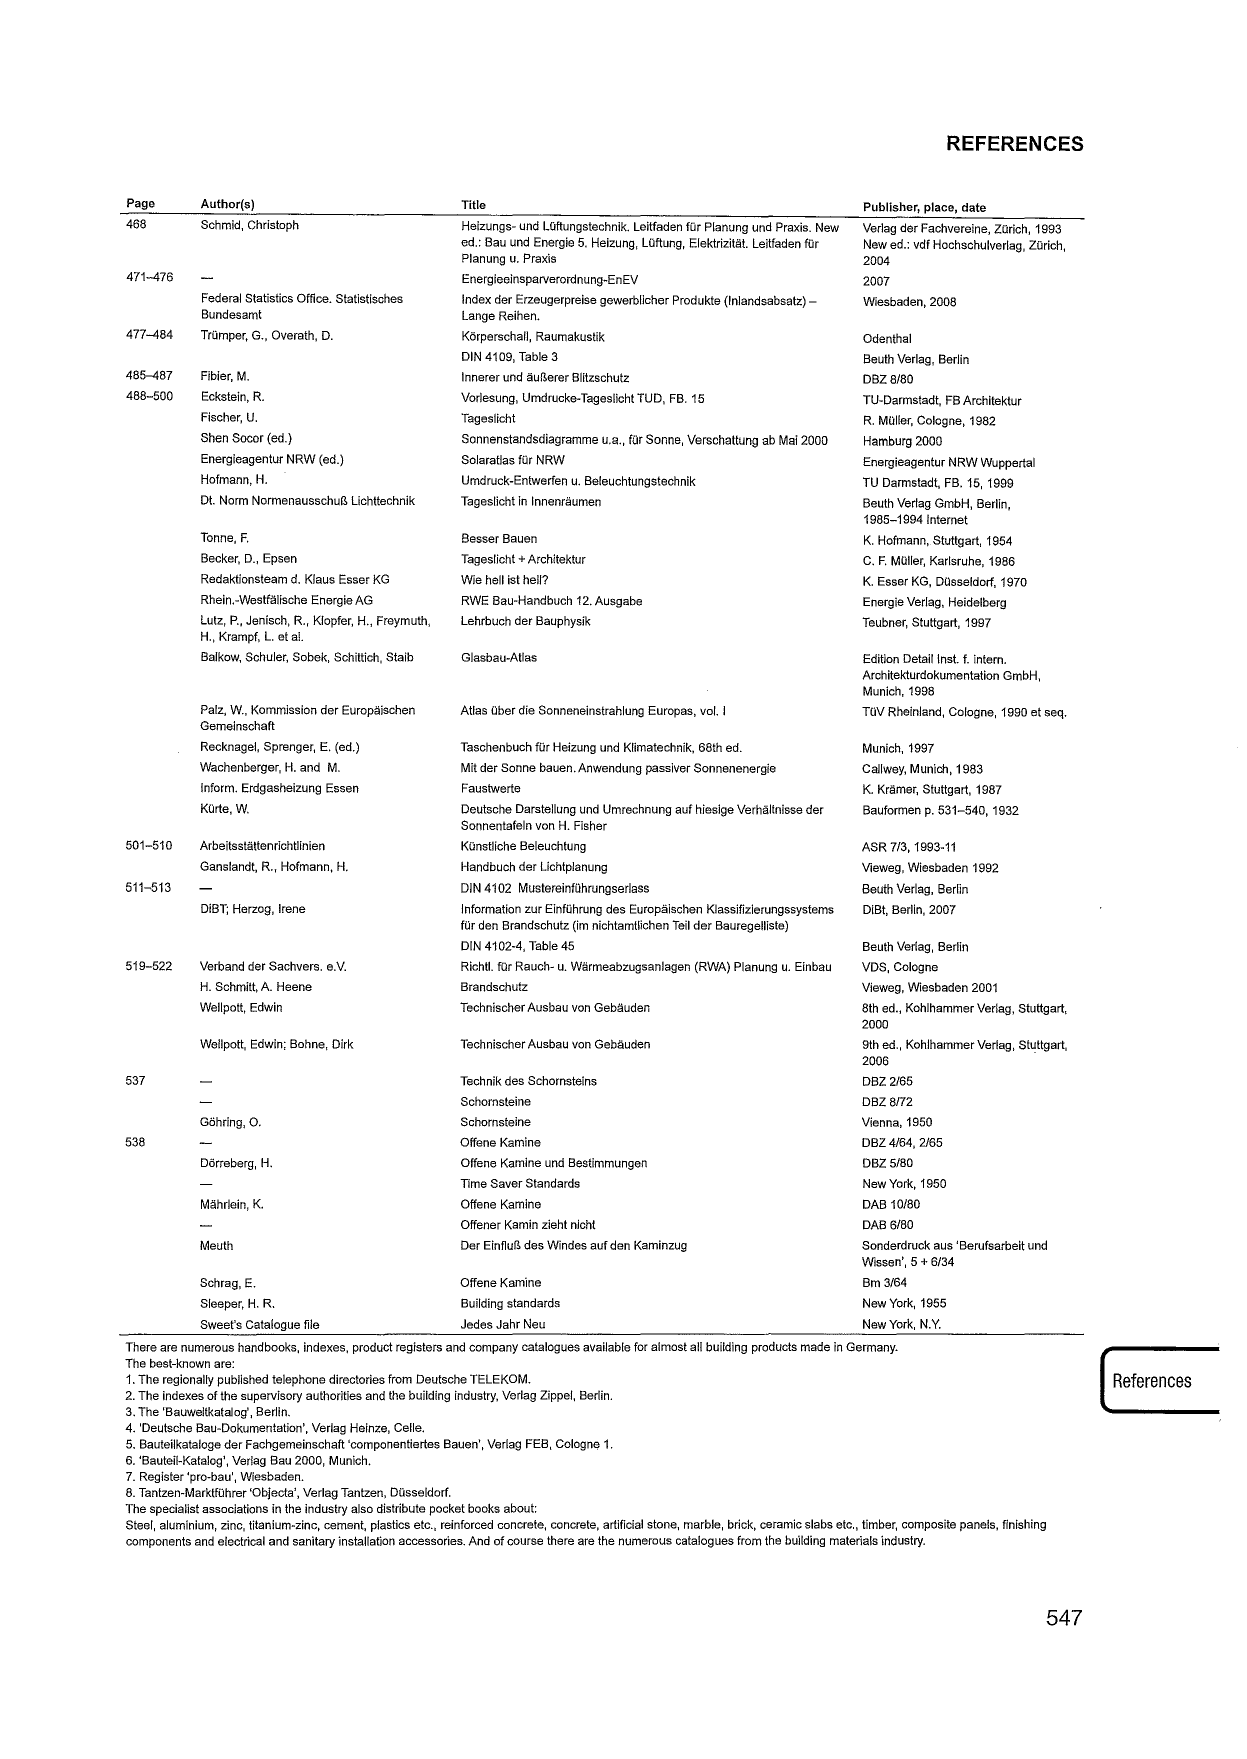 REFERENCES
Page Author(s) Title Publisher, place, date
468 Schmid, Christoph Heizungs- und Lüftungstechnik. Leitfaden für Planung und Praxis. New Verlag der Fachvereine, Zürich, 1993
ed.: Bau und Energie 5, Heizung, Lüftung, Elektrizität. Leitfaden für New ed.: vdf Hochschulverlag, Zürich,
Planung u. Praxis 2004
471–476 — Energieeinsparverordnung-EnEV 2007
Federal Statistics Office. Statistisches Index der Erzeugerpreise gewerblicher Produkte (Inlandsabsatz) – Wiesbaden, 2008
Bundesamt Lange Reihen.
477–484 Trümper, G., Overath, D. Körperschall, Raumakustik Odenthal
DIN 4109, Table 3 Beuth Verlag, Berlin
485–487 Fibier, M. Innerer und äußerer Blitzschutz DBZ 8/80
488–500 Eckstein, R. Vorlesung, Umdrucke-Tageslicht TUD, FB. 15 TU-Darmstadt, FB Architektur
Fischer, U. Tageslicht R. Müller, Cologne, 1982
Shen Socor (ed.) Sonnenstandsdiagramme u.a., für Sonne, Verschattung ab Mai 2000 Hamburg 2000
Energieagentur NRW (ed.) Solaratlas für NRW Energieagentur NRW Wuppertal
Hofmann, H. Umdruck-Entwerfen u. Beleuchtungstechnik TU Darmstadt, FB. 15, 1999
Dt. Norm Normenausschuß Lichttechnik Tageslicht in Innenräumen Beuth Verlag GmbH, Berlin,
1985–1994 Internet
Tonne, F. Besser Bauen K. Hofmann, Stuttgart, 1954
Becker, D., Epsen Tageslicht + Architektur C. F. Müller, Karlsruhe, 1986
Redaktionsteam d. Klaus Esser KG Wie hell ist hell? K. Esser KG, Düsseldorf, 1970
Rhein.-Westfälische Energie AG RWE Bau-Handbuch 12. Ausgabe Energie Verlag, Heidelberg
Lutz, P., Jenisch, R., Klopfer, H., Freymuth, Lehrbuch der Bauphysik Teubner, Stuttgart, 1997
H., Krampf, L. et al.
Balkow, Schuler, Sobek, Schittich, Staib Glasbau-Atlas Edition Detail Inst. f. intern.
Architekturdokumentation GmbH,
Munich, 1998
Palz, W., Kommission der Europäischen Atlas über die Sonneneinstrahlung Europas, vol. I TüV Rheinland, Cologne, 1990 et seq.
Gemeinschaft
Recknagel, Sprenger, E. (ed.) Taschenbuch für Heizung und Klimatechnik, 68th ed. Munich, 1997
Wachenberger, H. and M. Mit der Sonne bauen. Anwendung passiver Sonnenenergie Callwey, Munich, 1983
Inform. Erdgasheizung Essen Faustwerte K. Krämer, Stuttgart, 1987
Kürte, W. Deutsche Darstellung und Umrechnung auf hiesige Verhältnisse der Bauformen p. 531–540, 1932
Sonnentafeln von H. Fisher
501–510 Arbeitsstättenrichtlinien Künstliche Beleuchtung ASR 7/3, 1993-11
Ganslandt, R., Hofmann, H. Handbuch der Lichtplanung Vieweg, Wiesbaden 1992
511–513 — DIN 4102 Mustereinführungserlass Beuth Verlag, Berlin
DiBT; Herzog, Irene Information zur Einführung des Europäischen Klassifizierungssystems DiBt, Berlin, 2007
für den Brandschutz (im nichtamtlichen Teil der Bauregelliste)
DIN 4102-4, Table 45 Beuth Verlag, Berlin
519–522 Verband der Sachvers. e.V. Richtl. für Rauch- u. Wärmeabzugsanlagen (RWA) Planung u. Einbau VDS, Cologne
H. Schmitt, A. Heene Brandschutz Vieweg, Wiesbaden 2001
Wellpott, Edwin Technischer Ausbau von Gebäuden 8th ed., Kohlhammer Verlag, Stuttgart,
2000
Wellpott, Edwin; Bohne, Dirk Technischer Ausbau von Gebäuden 9th ed., Kohlhammer Verlag, Stuttgart,
2006
537 — Technik des Schornsteins DBZ 2/65
— Schornsteine DBZ 8/72
Göhring, O. Schornsteine Vienna, 1950
538 — Offene Kamine DBZ 4/64, 2/65
Dörreberg, H. Offene Kamine und Bestimmungen DBZ 5/80
— Time Saver Standards New York, 1950
Mährlein, K. Offene Kamine DAB 10/80
— Offener Kamin zieht nicht DAB 6/80
Meuth Der Einfluß des Windes auf den Kaminzug Sonderdruck aus 'Berufsarbeit und
Wissen', 5 + 6/34
Schrag, E. Offene Kamine Bm 3/64
Sleeper, H. R. Building standards New York, 1955
Sweet's Catalogue file Jedes Jahr Neu New York, N.Y.
There are numerous handbooks, indexes, product registers and company catalogues available for almost all building products made in Germany.
The best-known are:
1. The regionally published telephone directories from Deutsche TELEKOM.
2. The indexes of the supervisory authorities and the building industry, Verlag Zippel, Berlin.
3. The 'Bauweltkatalog', Berlin.
4. 'Deutsche Bau-Dokumentation', Verlag Heinze, Celle.
5. Bauteilkataloge der Fachgemeinschaft 'componentiertes Bauen', Verlag FEB, Cologne 1.
6. 'Bauteil-Katalog', Verlag Bau 2000, Munich.
7. Register 'pro-bau', Wiesbaden.
8. Tantzen-Marktführer 'Objecta', Verlag Tantzen, Düsseldorf.
The specialist associations in the industry also distribute pocket books about:
Steel, aluminium, zinc, titanium-zinc, cement, plastics etc., reinforced concrete, concrete, artificial stone, marble, brick, ceramic slabs etc., timber, composite panels, finishing
components and electrical and sanitary installation accessories. And of course there are the numerous catalogues from the building materials industry.
References
547